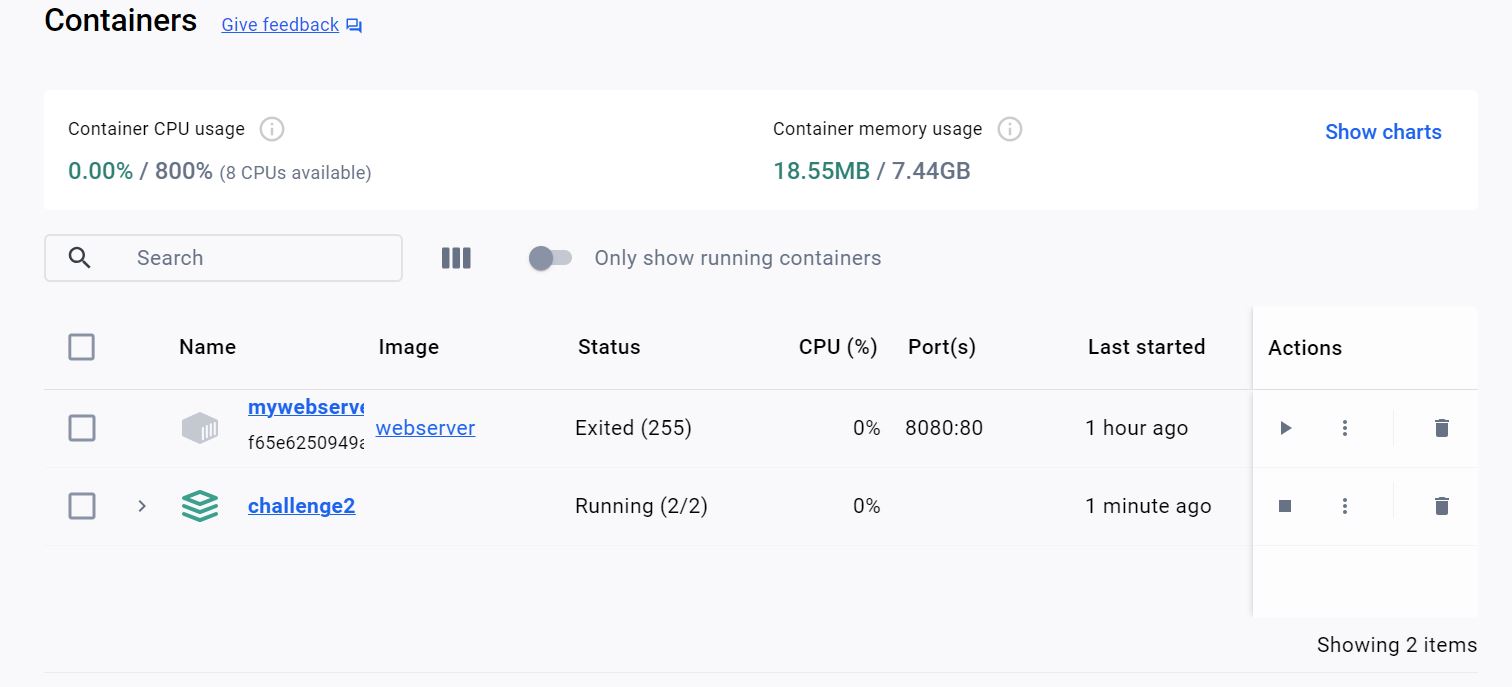 Containers Give feedback
Container CPU usage
0.00% / 800% (8 CPUs available)
Container memory usage
18.55MB / 7.44GB
Show charts
Search
Only show running containers
Name Image Status CPU (%) Port(s) Last started Actions
mywebserve
f65e6250949a
webserver Exited (255) 0% 8080:80 1 hour ago
challenge2 Running (2/2) 0% 1 minute ago
Showing 2 items